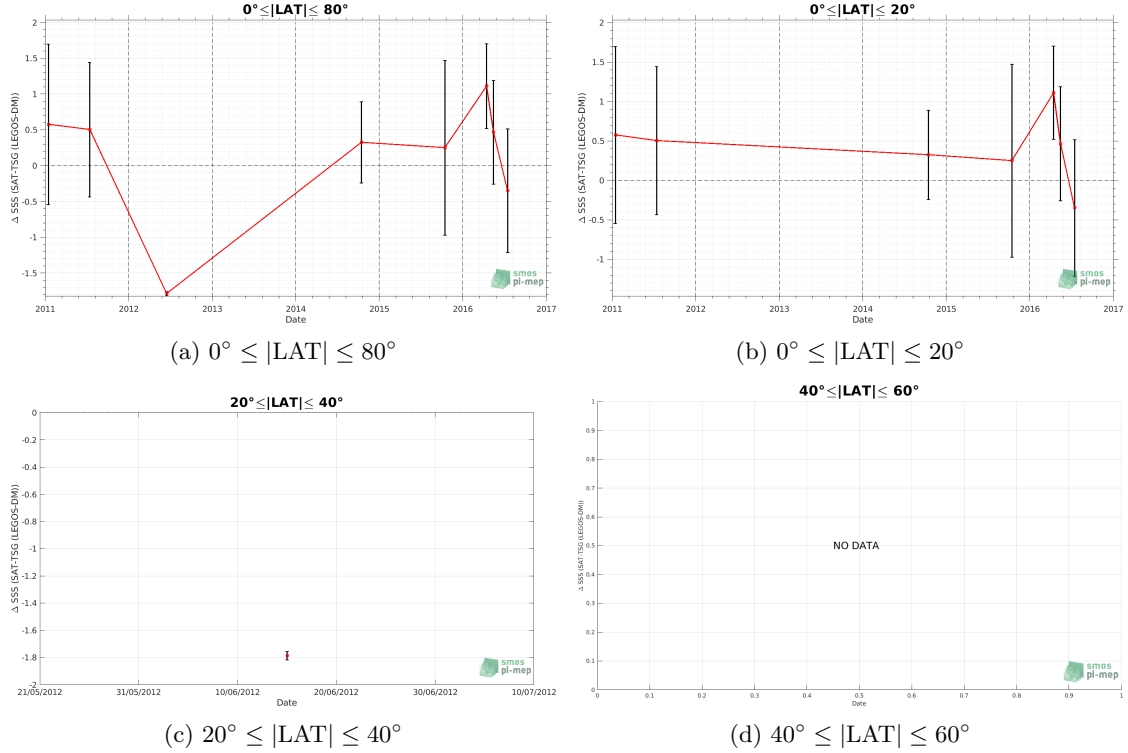 0°≤|LAT|≤ 80°
2
1.5
1
0.5
0
-0.5
-1
-1.5
Δ SSS (SAT-TSG (LEGOS-DM))
2011 2012 2013 2014 2015 2016 2017
Date
smos
pi-mep
(a) 0° ≤ |LAT| ≤ 80°
0°≤|LAT|≤ 20°
2
1.5
1
0.5
0
-0.5
-1
Δ SSS (SAT-TSG (LEGOS-DM))
2011 2012 2013 2014 2015 2016 2017
Date
smos
pi-mep
(b) 0° ≤ |LAT| ≤ 20°
20°≤|LAT|≤ 40°
0
-0.2
-0.4
-0.6
-0.8
-1
-1.2
-1.4
-1.6
-1.8
-2
Δ SSS (SAT-TSG (LEGOS-DM))
21/05/2012 31/05/2012 10/06/2012 20/06/2012 30/06/2012 10/07/2012
Date
smos
pi-mep
(c) 20° ≤ |LAT| ≤ 40°
40°≤|LAT|≤ 60°
1
0.9
0.8
0.7
0.6
0.5
0.4
0.3
0.2
0.1
0
Δ SSS (SAT-TSG (LEGOS-DM))
NO DATA
0 0.1 0.2 0.3 0.4 0.5 0.6 0.7 0.8 0.9 1
Date
smos
pi-mep
(d) 40° ≤ |LAT| ≤ 60°